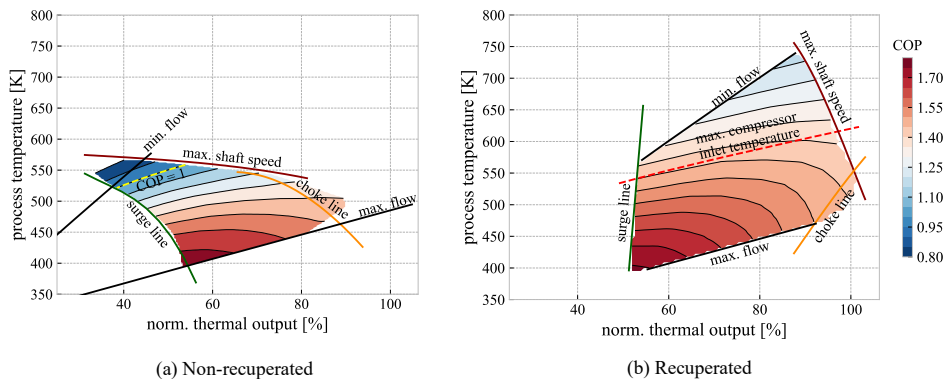 800
750
700
650
600
550
500
450
400
350
process temperature [K]
min. flow
max. shaft speed
COP = 1
surge line
choke line
max. flow
40
60
80
100
norm. thermal output [%]
(a) Non-recuperated
800
750
700
650
600
550
500
450
400
350
process temperature [K]
min. flow
max. shaft speed
max. compressor
inlet temperature
surge line
choke line
max. flow
40
60
80
100
norm. thermal output [%]
(b) Recuperated
COP
1.70
1.55
1.40
1.25
1.10
0.95
0.80